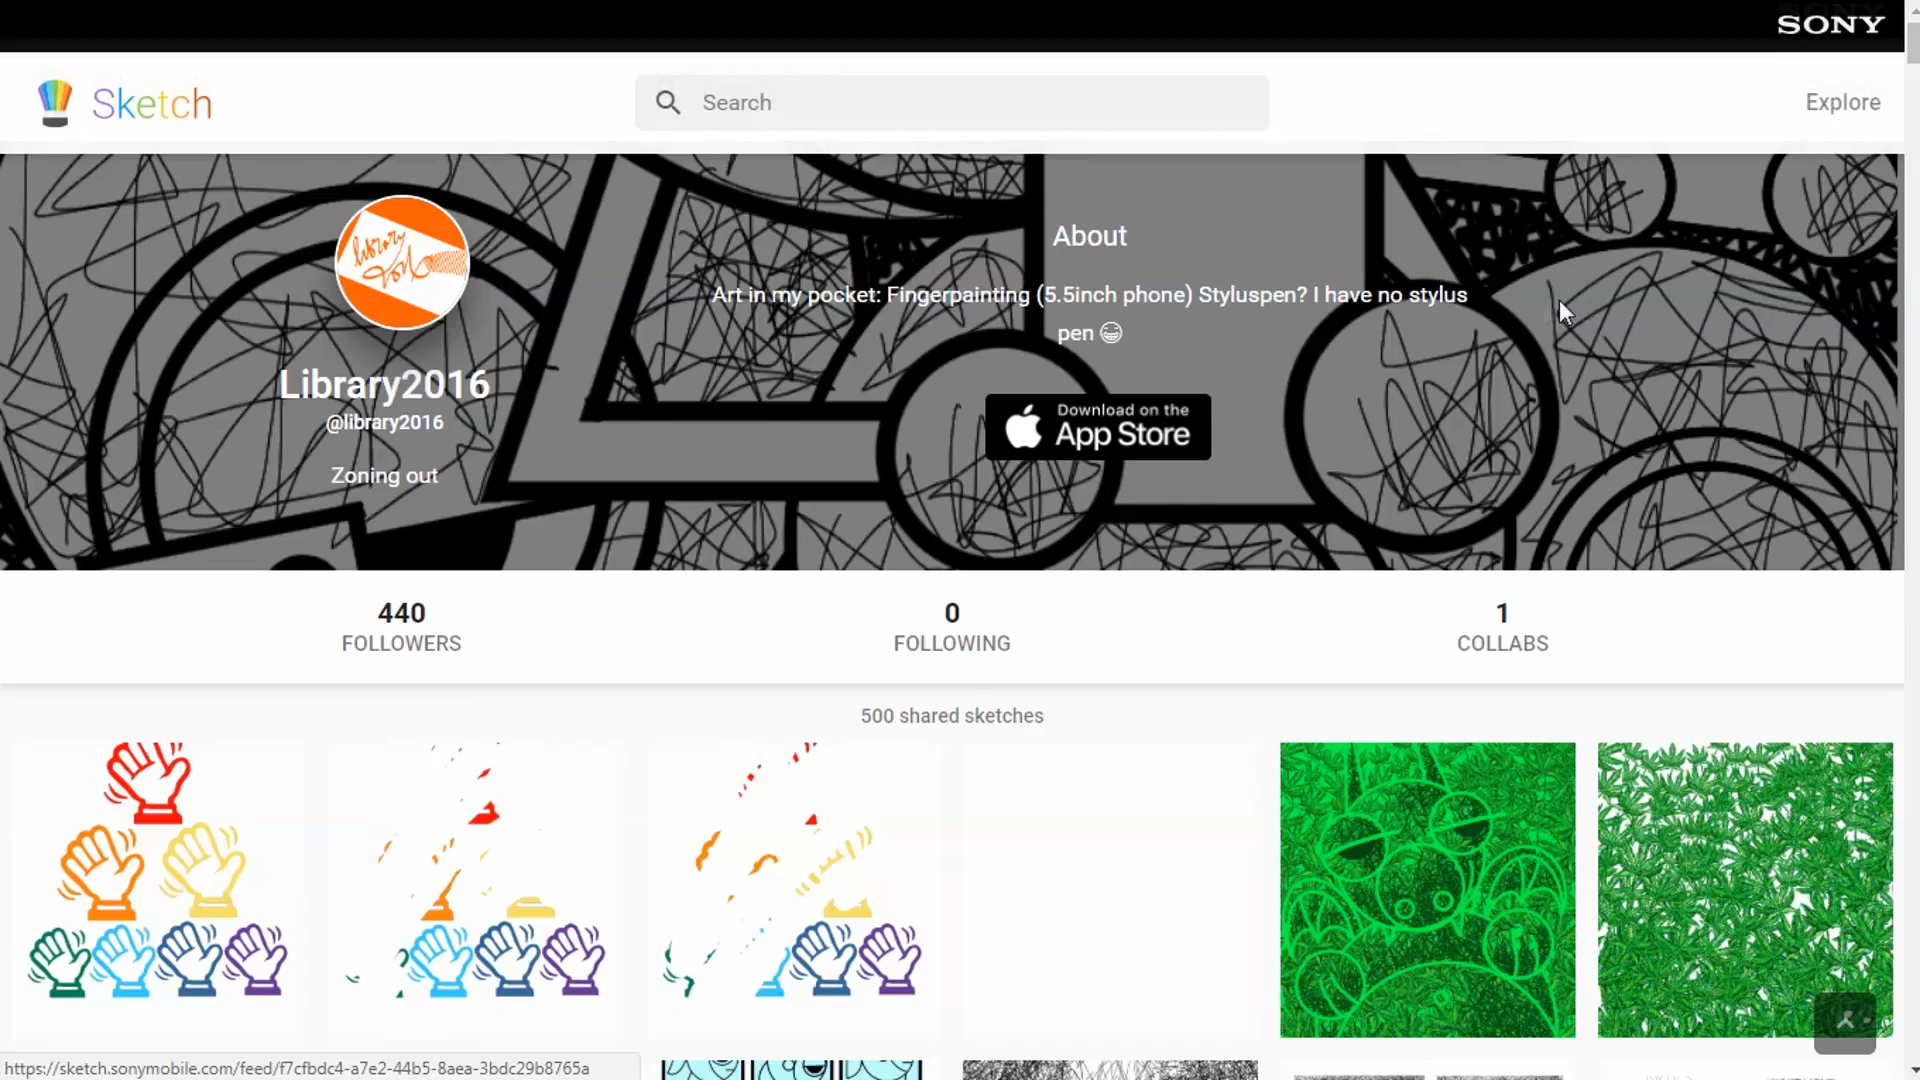 SONY
Sketch
Search
Explore
library
Library2016
@library2016
Zoning out
About
Art in my pocket: Fingerpainting (5.5inch phone) Styluspen? I have no stylus
pen 😂
Download on the
App Store
440
FOLLOWERS
0
FOLLOWING
1
COLLABS
500 shared sketches
https://sketch.sonymobile.com/feed/f7cfbdc4-a7e2-44b5-8aea-3bdc29b8765a